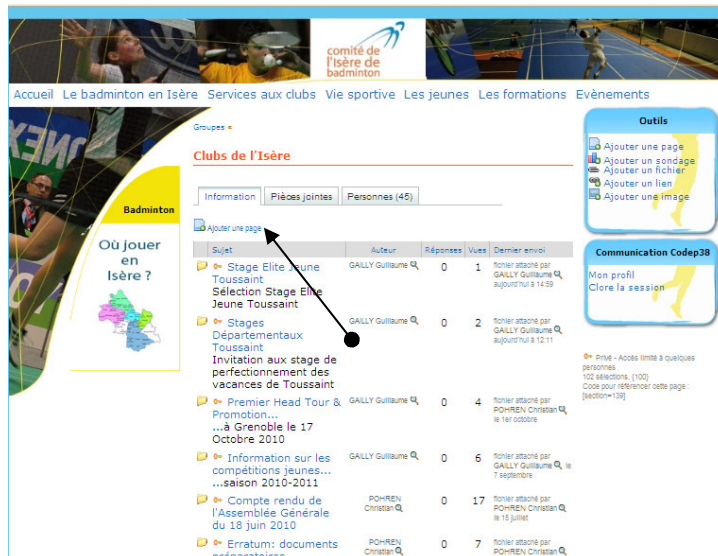 comité de
l'Isère de
badminton
Accueil Le badminton en Isère Services aux clubs Vie sportive Les jeunes Les formations Evènements
Badminton
Où jouer
en
Isère ?
Groupes «
Clubs de l'Isère
Information Pièces jointes Personnes (45)
Ajouter une page
Sujet Auteur Réponses Vues Dernier envoi
Stage Elite Jeune
Toussaint
Sélection Stage Elite
Jeune Toussaint
GAILLY Guillaume
0
1
fichier attaché par
GAILLY Guillaume
aujourd'hui à 14:59
Stages
Départementaux
Toussaint
Invitation aux stage de
perfectionnement des
vacances de Toussaint
GAILLY Guillaume
0
2
fichier attaché par
GAILLY Guillaume
aujourd'hui à 12:11
Premier Head Tour &
Promotion...
...à Grenoble le 17
Octobre 2010
GAILLY Guillaume
0
4
fichier attaché par
POHREN Christian
le 1er octobre
Information sur les
compétitions jeunes...
...saison 2010-2011
GAILLY Guillaume
0
6
fichier attaché par
GAILLY Guillaume le
7 septembre
Compte rendu de
l'Assemblée Générale
du 18 juin 2010
POHREN
Christian
0
17
fichier attaché par
POHREN Christian
le 15 juillet
Erratum: documents
préparatoires
POHREN
Christian
0
7
fichier attaché par
POHREN Christian
Outils
Ajouter une page
Ajouter un sondage
Ajouter un fichier
Ajouter un lien
Ajouter une image
Communication Codep38
Mon profil
Clore la session
Privé - Accès limité à quelques
personnes
102 sélections, {100}
Code pour référencer cette page :
[section=139]